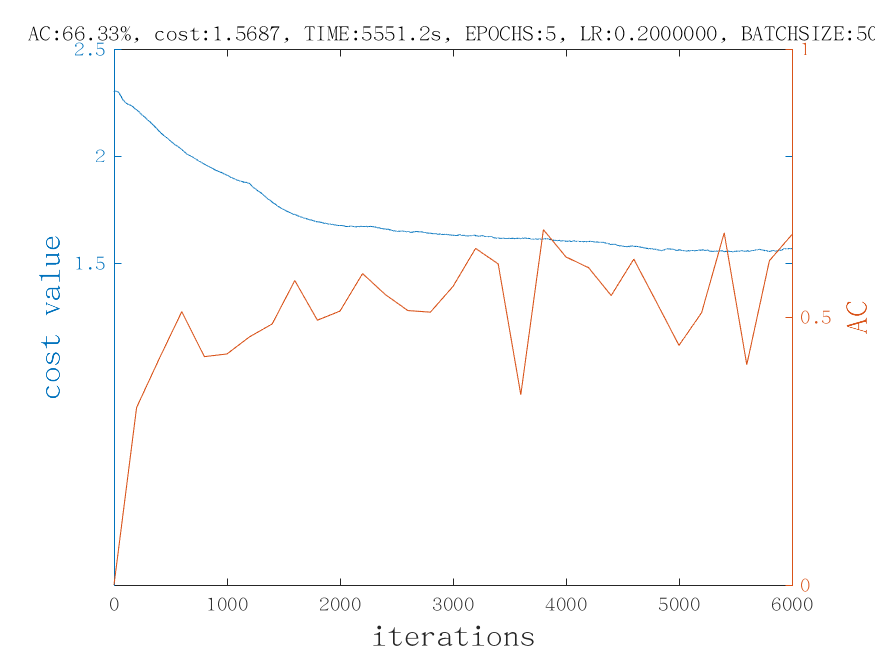 AC:66.33%, cost:1.5687, TIME:5551.2s, EPOCHS:5, LR:0.2000000, BATCHSIZE:50
2.5
2
1.5
cost value
1
0.5
0
AC
0 1000 2000 3000 4000 5000 6000
iterations